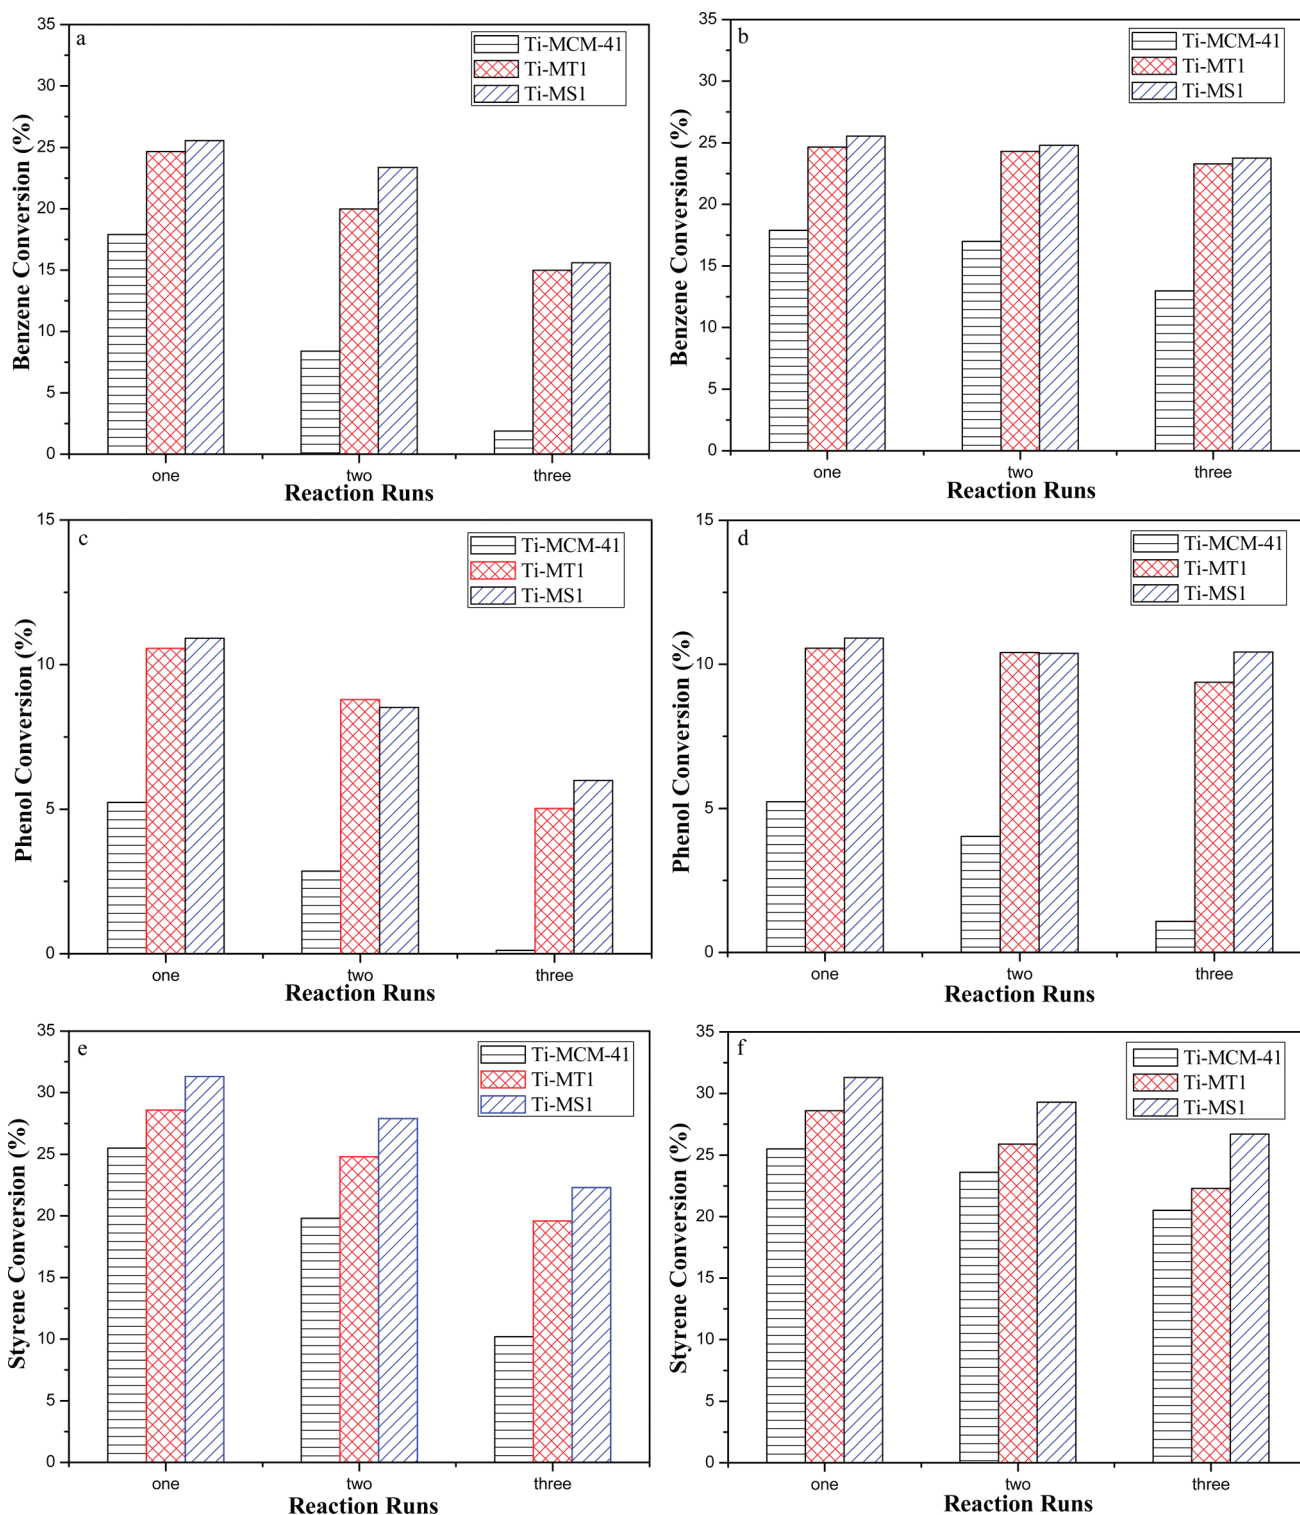 a
Ti-MCM-41
Ti-MT1
Ti-MS1
35
30
25
20
15
10
5
0
Benzene Conversion (%)
one two three
Reaction Runs
b
Ti-MCM-41
Ti-MT1
Ti-MS1
35
30
25
20
15
10
5
0
Benzene Conversion (%)
one two three
Reaction Runs
c
Ti-MCM-41
Ti-MT1
Ti-MS1
15
10
5
0
Phenol Conversion (%)
one two three
Reaction Runs
d
Ti-MCM-41
Ti-MT1
Ti-MS1
15
10
5
0
Phenol Conversion (%)
one two three
Reaction Runs
e
Ti-MCM-41
Ti-MT1
Ti-MS1
35
30
25
20
15
10
5
0
Styrene Conversion (%)
one two three
Reaction Runs
f
Ti-MCM-41
Ti-MT1
Ti-MS1
35
30
25
20
15
10
5
0
Styrene Conversion (%)
one two three
Reaction Runs